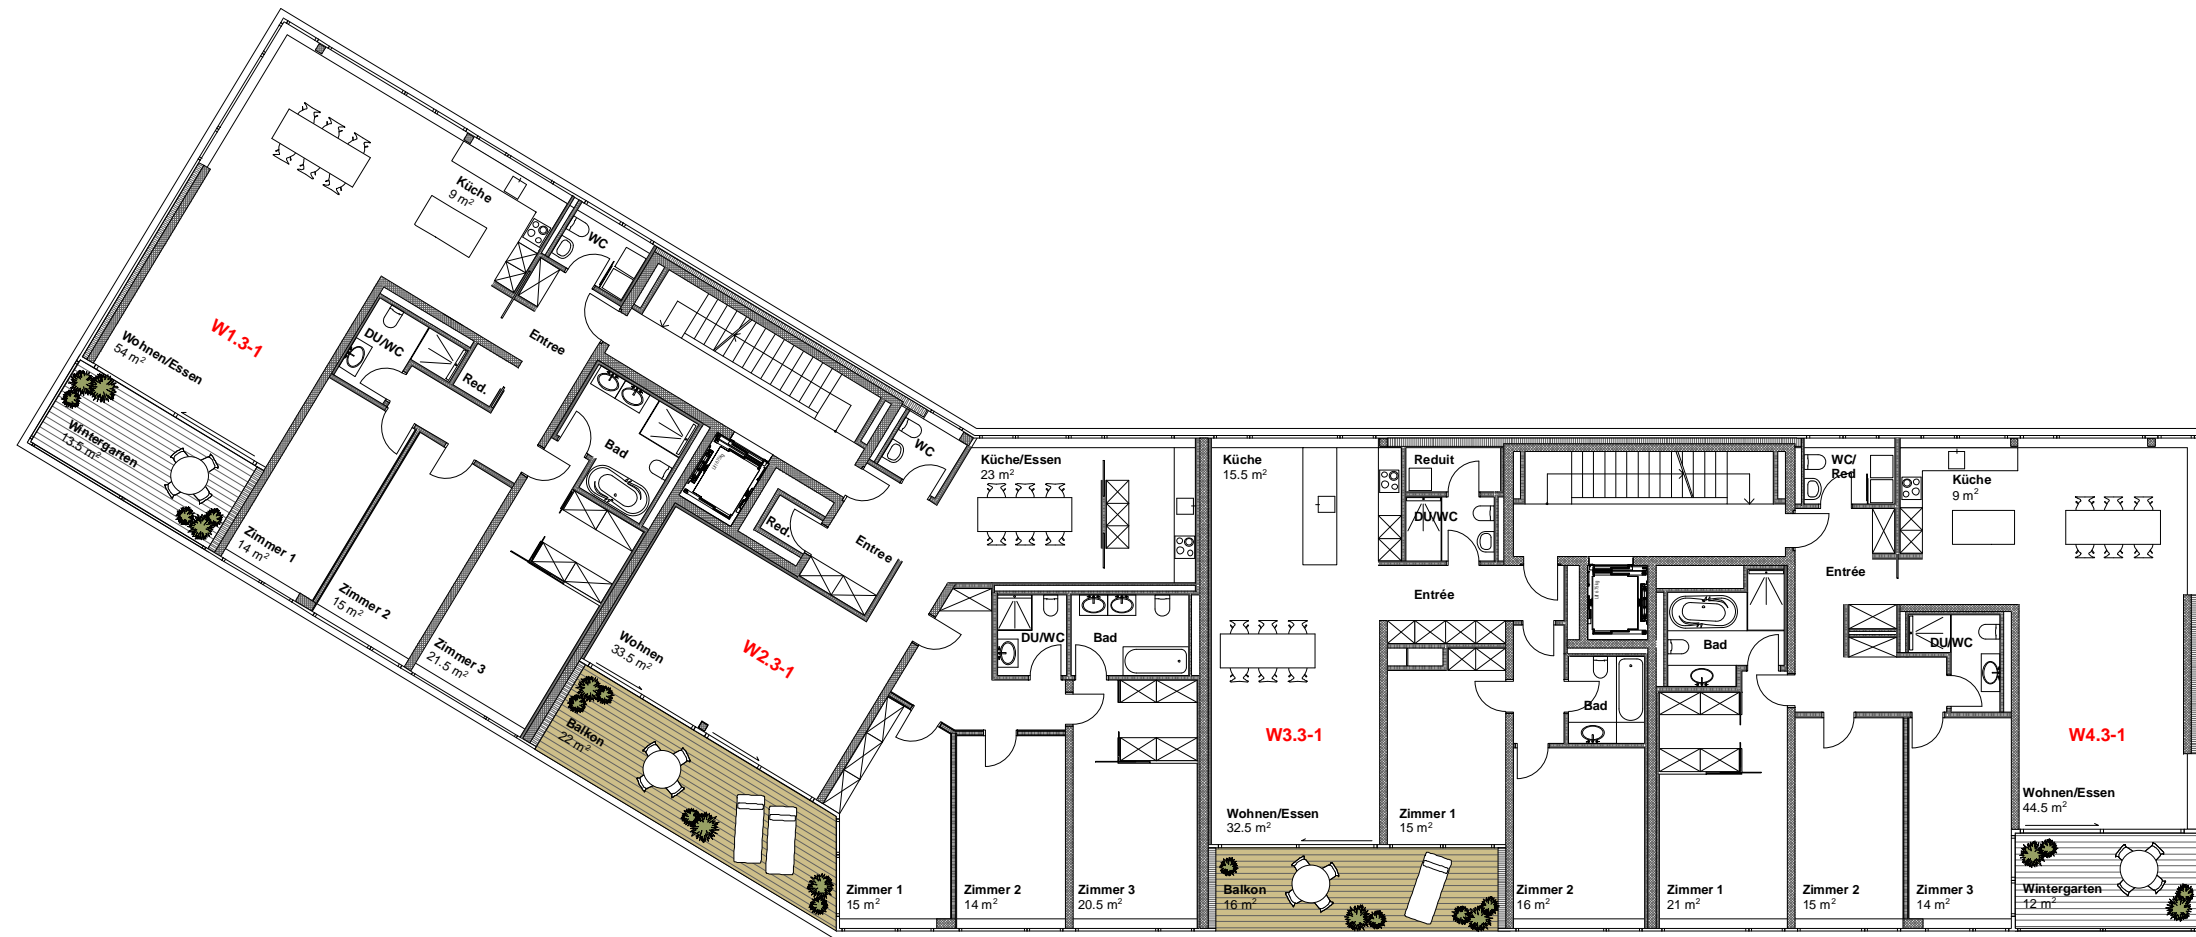 Küche
9 m²
WC
W1.3-1
Wohnen/Essen
54 m²
DU/WC
Entree
Red.
Wintergarten
13.5 m²
Bad
Zimmer 1
14 m²
Zimmer 2
15 m²
Zimmer 3
21.5 m²
WC
Red.
Entree
Küche/Essen
23 m²
Wohnen
33.5 m²
W2.3-1
DU/WC
Bad
Balkon
22 m²
Zimmer 1
15 m²
Zimmer 2
14 m²
Zimmer 3
20.5 m²
Küche
15.5 m²
Reduit
DU/WC
Entrée
W3.3-1
Bad
Wohnen/Essen
32.5 m²
Zimmer 1
15 m²
Balkon
16 m²
Zimmer 2
16 m²
WC/
Red
Küche
9 m²
Entrée
Bad
DU/WC
W4.3-1
Wohnen/Essen
44.5 m²
Zimmer 1
21 m²
Zimmer 2
15 m²
Zimmer 3
14 m²
Wintergarten
12 m²